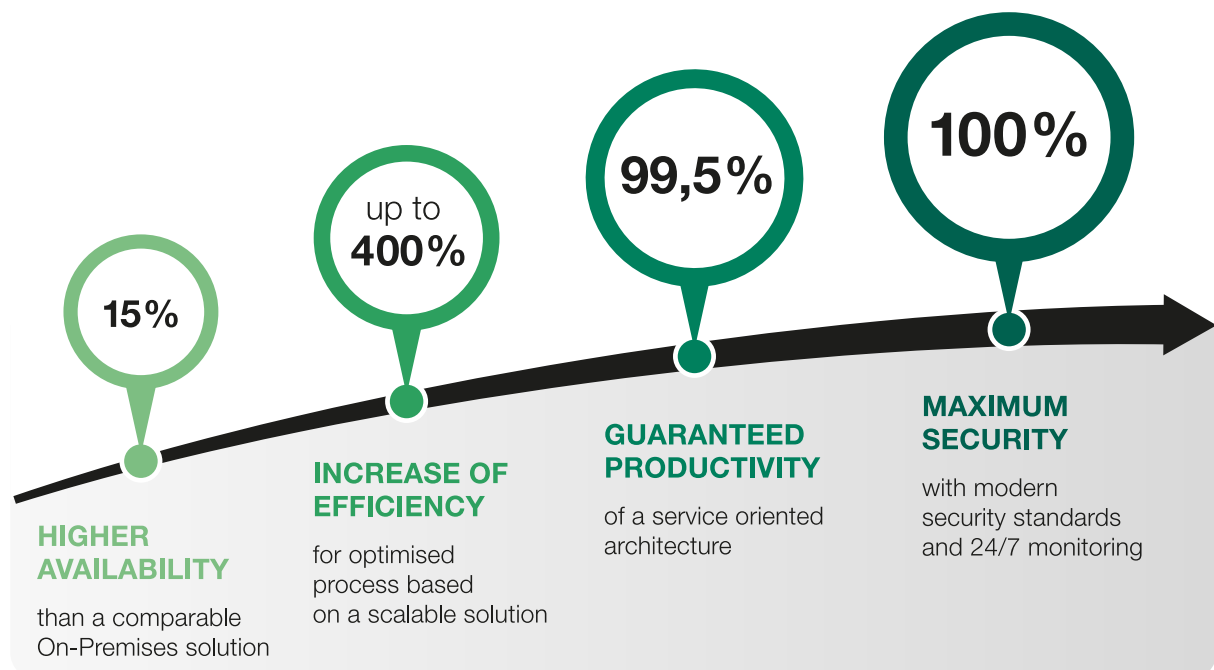 15%
HIGHER
AVAILABILITY
than a comparable
On-Premises solution
up to
400%
INCREASE OF
EFFICIENCY
for optimised
process based
on a scalable solution
99,5%
GUARANTEED
PRODUCTIVITY
of a service oriented
architecture
100%
MAXIMUM
SECURITY
with modern
security standards
and 24/7 monitoring